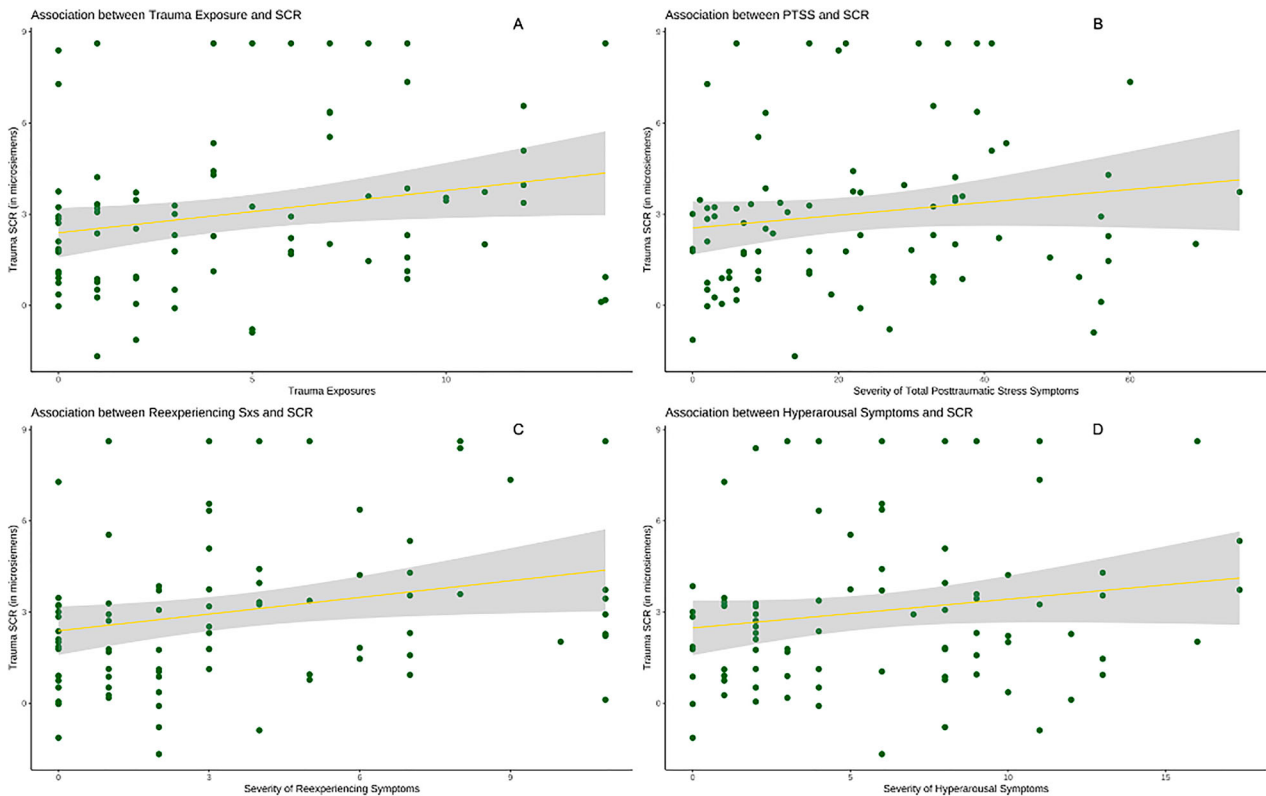 Association between Trauma Exposure and SCR
A
9
6
3
0
Trauma SCR (in microsiemens)
0 5 10
Trauma Exposures
Association between PTSS and SCR
B
9
6
3
0
Trauma SCR (in microsiemens)
0 20 40 60
Severity of Total Posttraumatic Stress Symptoms
Association between Reexperiencing Sxs and SCR
C
9
6
3
0
Trauma SCR (in microsiemens)
0 3 6 9
Severity of Reexperiencing Symptoms
Association between Hyperarousal Symptoms and SCR
D
9
6
3
0
Trauma SCR (in microsiemens)
0 5 10 15
Severity of Hyperarousal Symptoms